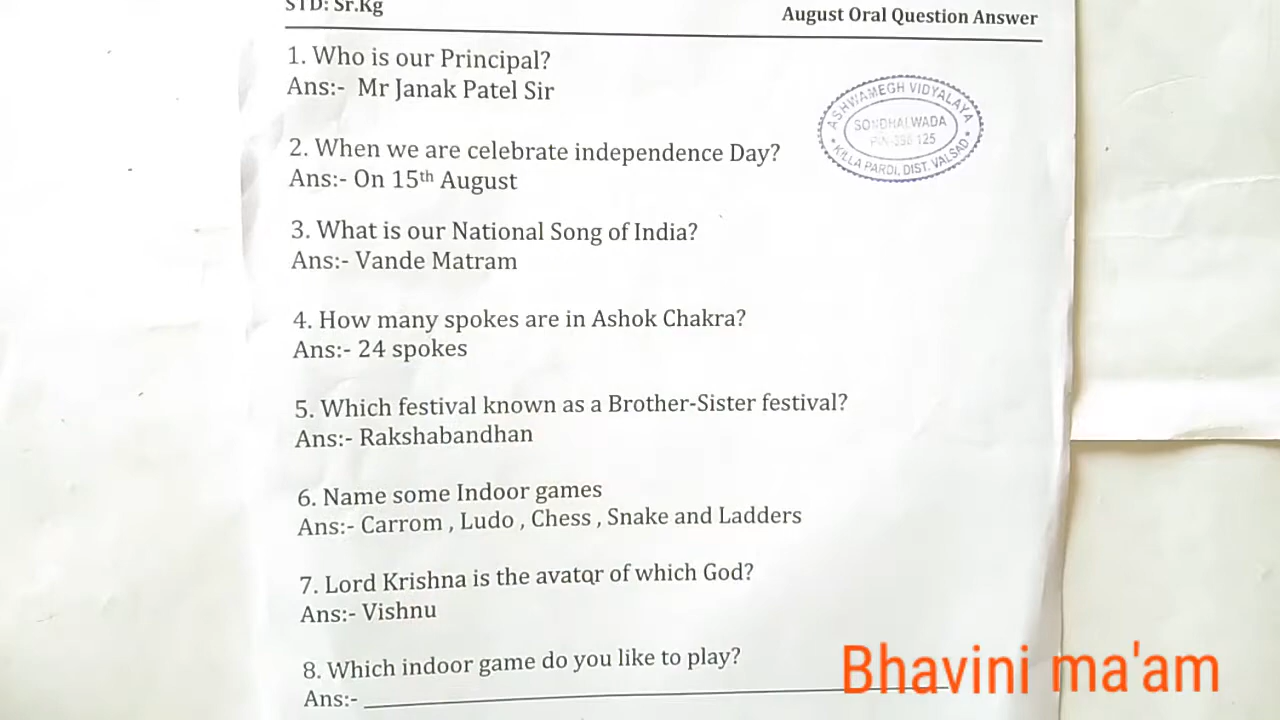 STD: Sr.Kg
August Oral Question Answer
1. Who is our Principal?
Ans:- Mr Janak Patel Sir
ASHWAMEGH VIDYALAYA
SONDHALWADA
PIN-396 125
KILLA PARDI, DIST. VALSAD
2. When we are celebrate independence Day?
Ans:- On 15th August
3. What is our National Song of India?
Ans:- Vande Matram
4. How many spokes are in Ashok Chakra?
Ans:- 24 spokes
5. Which festival known as a Brother-Sister festival?
Ans:- Rakshabandhan
6. Name some Indoor games
Ans:- Carrom , Ludo , Chess , Snake and Ladders
7. Lord Krishna is the avatar of which God?
Ans:- Vishnu
8. Which indoor game do you like to play?
Ans:-
Bhavini ma'am